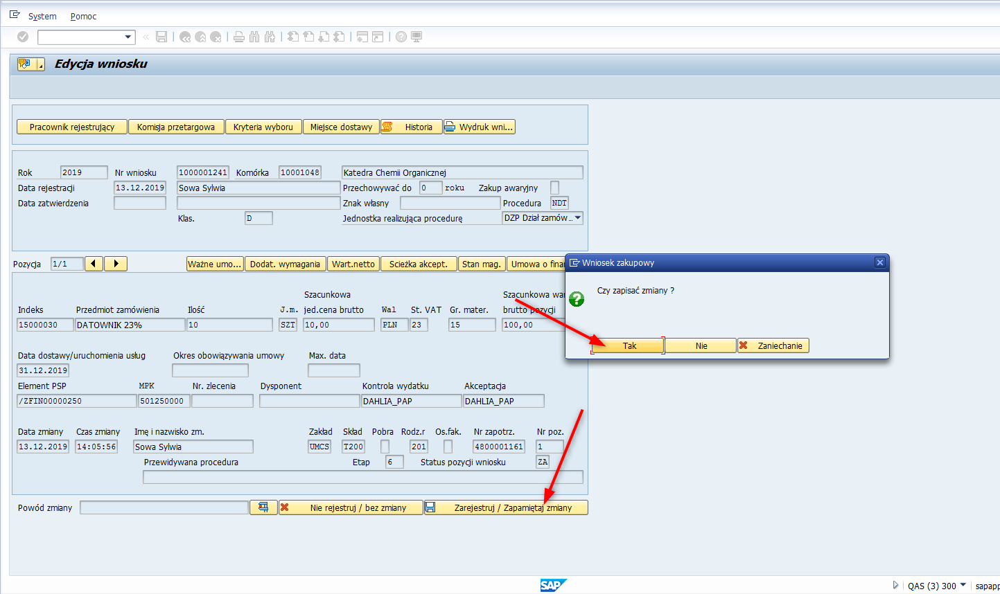 System Pomoc
Edycja wniosku
Pracownik rejestrujący Komisja przetargowa Kryteria wyboru Miejsce dostawy Historia Wydruk wni...
Rok 2019 Nr wniosku 1000001241 Komórka 10001048 Katedra Chemii Organicznej
Data rejestracji 13.12.2019 Sowa Sylwia Przechowywać do 0 roku Zakup awaryjny
Data zatwierdzenia Znak własny Procedura NDT
Klas. D Jednostka realizująca procedurę DZP Dział zamów...
Pozycja 1/1 Ważne umo... Dodat. wymagania Wart.netto Scieżka akcept. Stan mag. Umowa o finan
Wniosek zakupowy
Czy zapisać zmiany ?
Tak Nie Zaniechanie
Szacunkowa Szacunkowa war
Indeks Przedmiot zamówienia Ilość J.m. jed.cena brutto Wal St. VAT Gr. mater. brutto pozycji
15000030 DATOWNIK 23% 10 SZT 10,00 PLN 23 15 100,00
Data dostawy/uruchomienia usług Okres obowiązywania umowy Max. data
31.12.2019
Element PSP MPK Nr. zlecenia Dysponent Kontrola wydatku Akceptacja
/ZFIN00000250 501250000 DAHLIA_PAP DAHLIA_PAP
Data zmiany Czas zmiany Imę i nazwisko zm. Zakład Skład Pobra Rodz.r Os.fak. Nr zapotrz. Nr poz.
13.12.2019 14:05:56 Sowa Sylwia UMCS T200 201 4800001161 1
Przewidywana procedura Etap 6 Status pozycji wniosku ZA
Powód zmiany Nie rejestruj / bez zmiany Zarejestruj / Zapamiętaj zmiany
SAP QAS (3) 300 sapapp